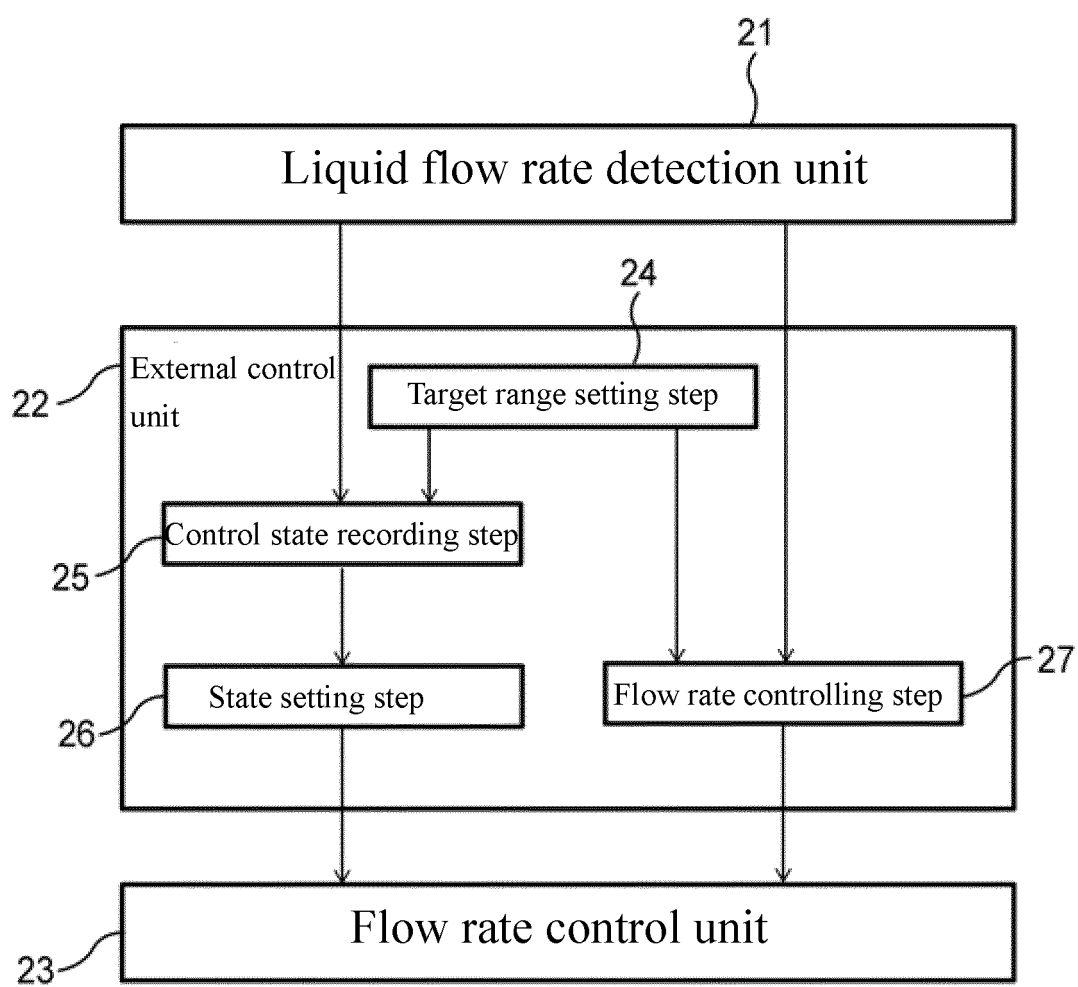 21
Liquid flow rate detection unit
24
External control
unit
22
Target range setting step
Control state recording step
25
State setting step
26
Flow rate controlling step
27
Flow rate control unit
23